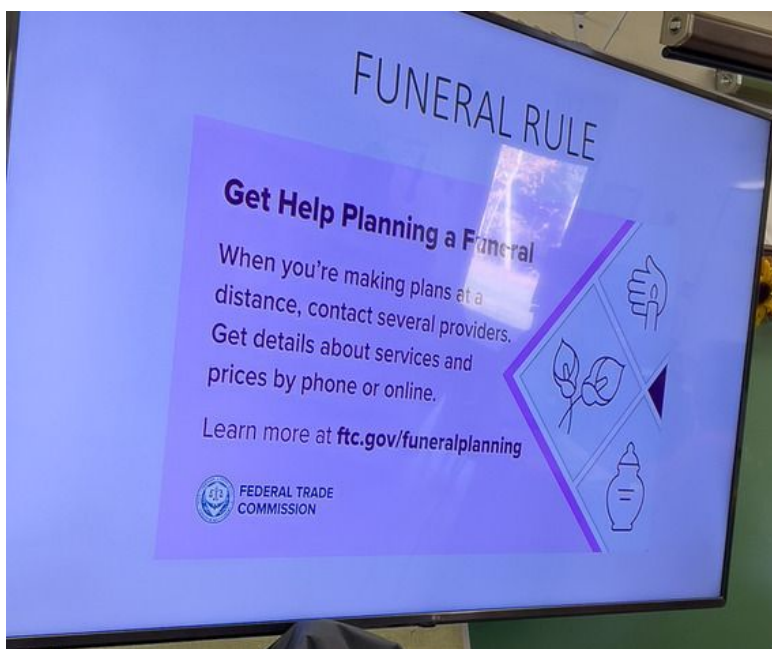 FUNERAL RULE
Get Help Planning a Funeral
When you're making plans at a
distance, contact several providers.
Get details about services and
prices by phone or online.
Learn more at ftc.gov/funeralplanning
FEDERAL TRADE
COMMISSION